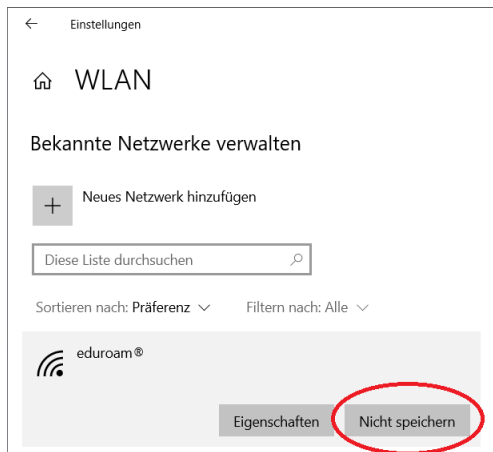 Einstellungen
WLAN
Bekannte Netzwerke verwalten
Neues Netzwerk hinzufügen
Diese Liste durchsuchen
Sortieren nach: Präferenz Filtern nach: Alle
eduroam®
Eigenschaften Nicht speichern